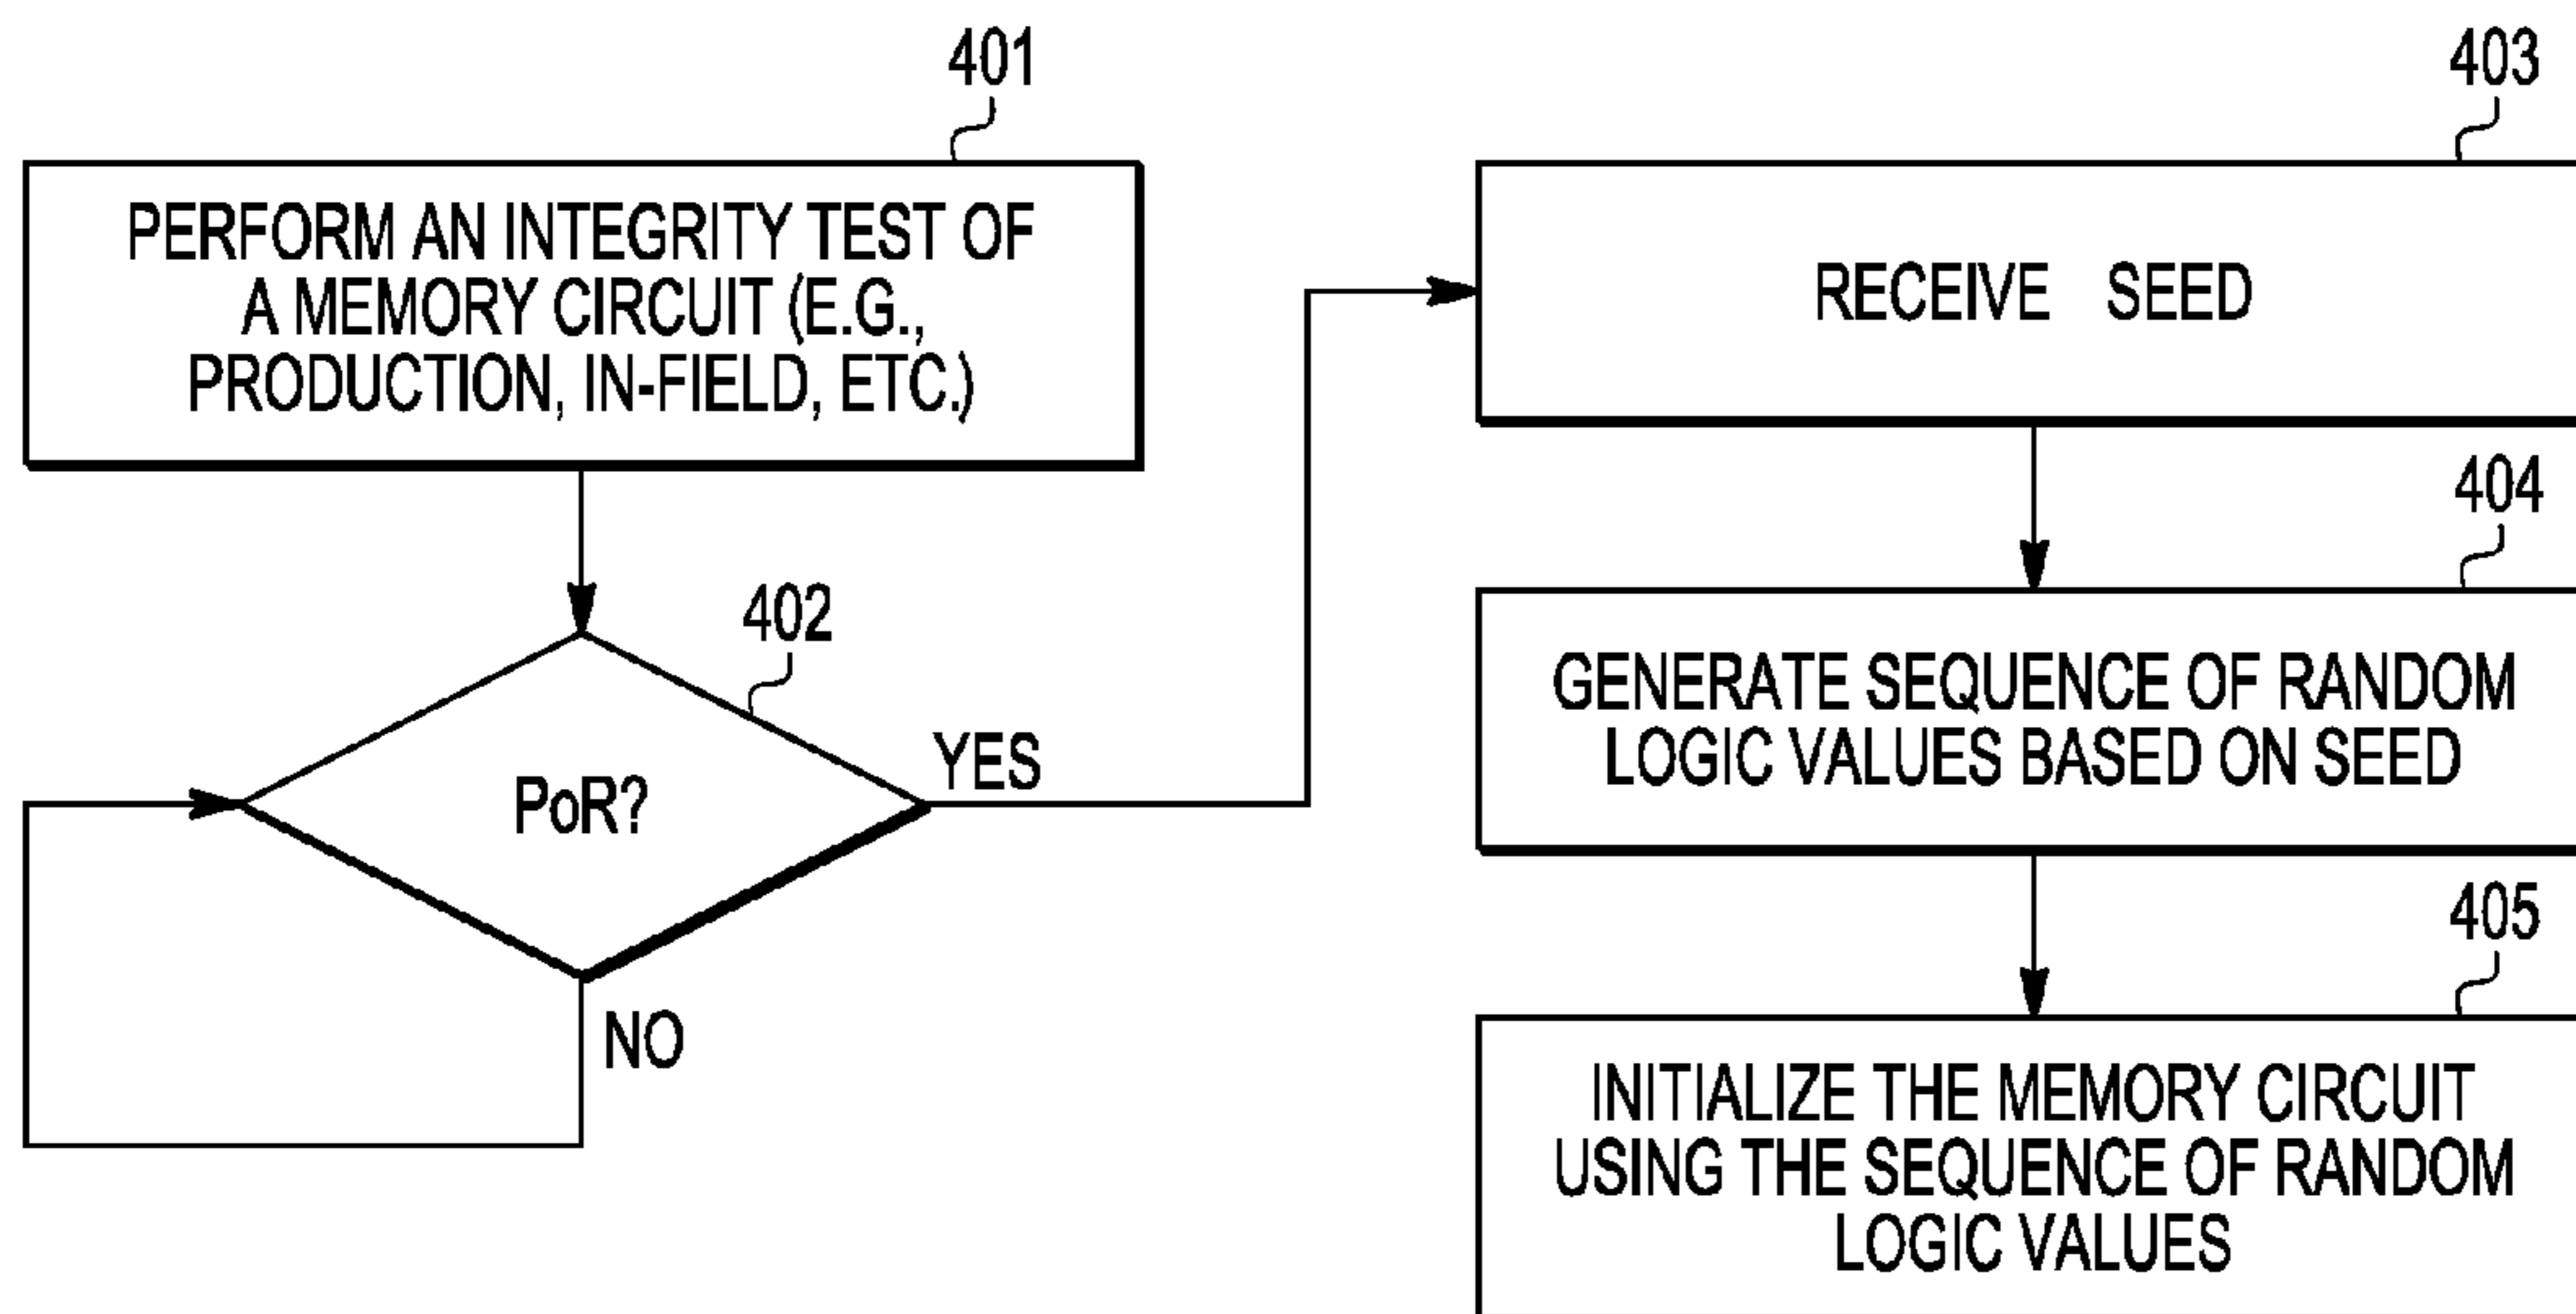 401
PERFORM AN INTEGRITY TEST OF
A MEMORY CIRCUIT (E.G.,
PRODUCTION, IN-FIELD, ETC.)
402
PoR?
YES
NO
403
RECEIVE SEED
404
GENERATE SEQUENCE OF RANDOM
LOGIC VALUES BASED ON SEED
405
INITIALIZE THE MEMORY CIRCUIT
USING THE SEQUENCE OF RANDOM
LOGIC VALUES